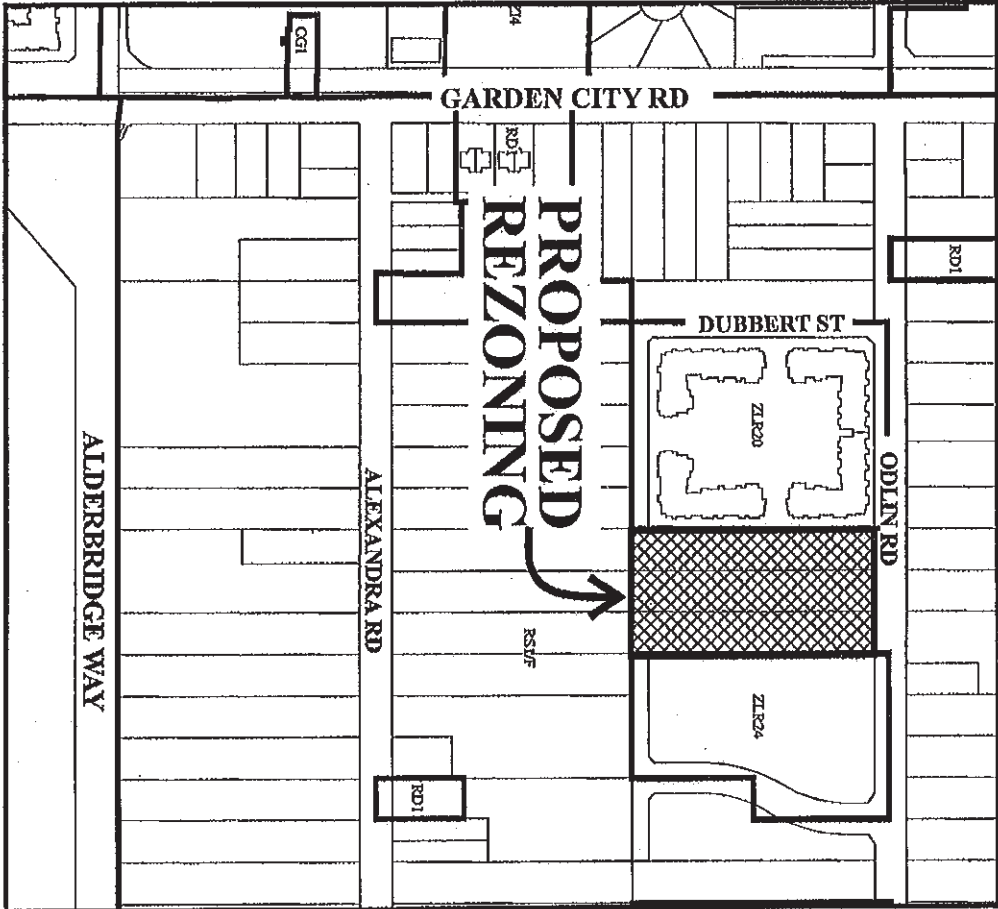 CG1
ZI4
GARDEN CITY RD
RD1
RD1
PROPOSED
REZONING
DUBBERT ST
ZLR20
ODLIN RD
ALDERBRIDGE WAY
ALEXANDRA RD
RS1/F
ZLR24
RD1